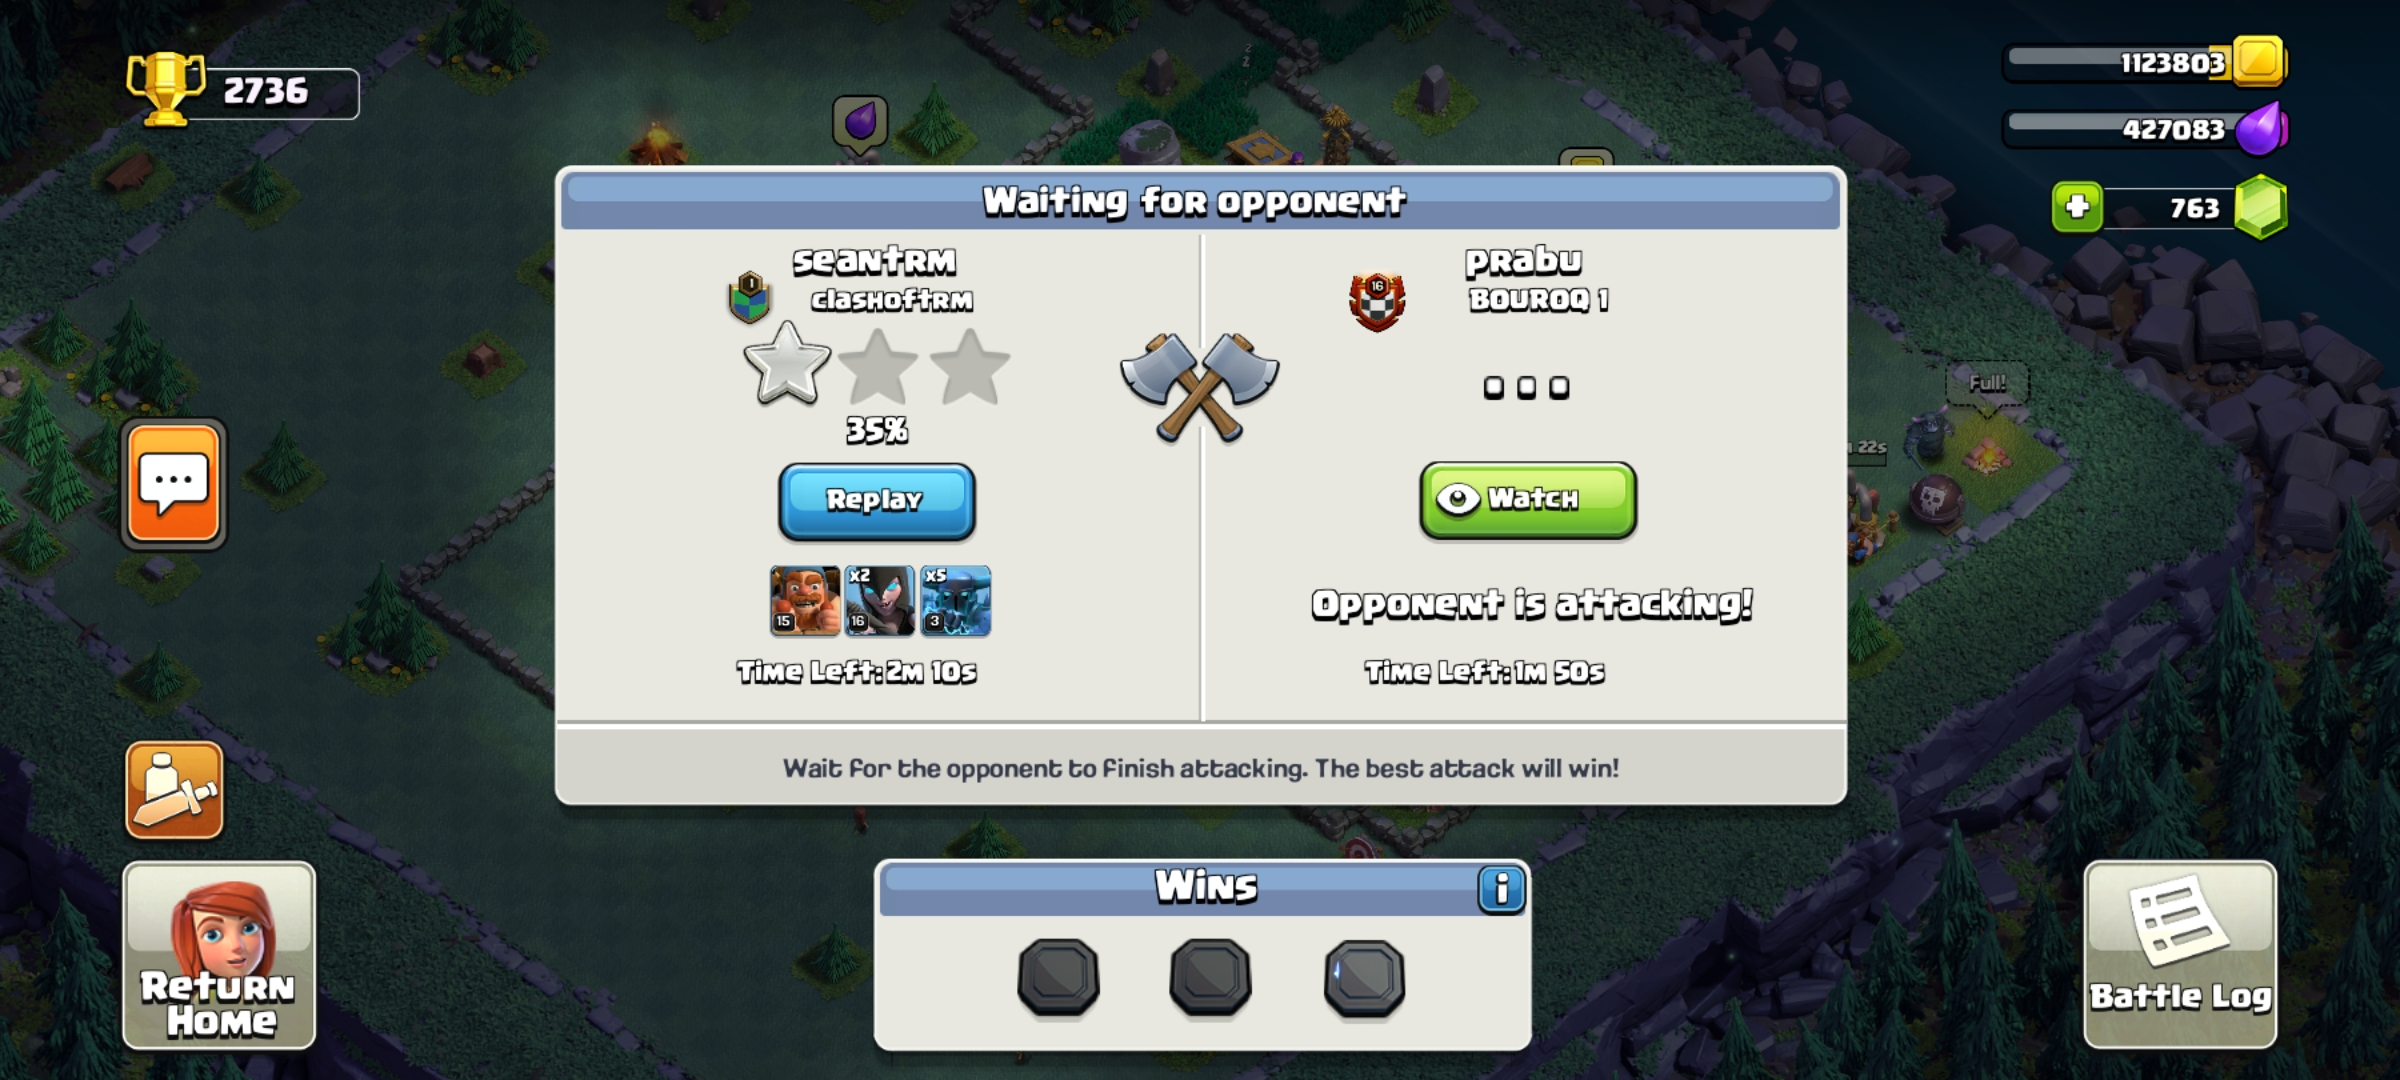 2736
1123803
427083
763
Waiting for opponent
seantrm
clashoftrm
1
35%
Replay
15
x2
16
x5
3
Time Left:2m 10s
prabu
BOUROQ 1
16
Watch
Opponent is attacking!
Time Left:1m 50s
Wait for the opponent to finish attacking. The best attack will win!
Full!
22s
Wins
i
Return
Home
Battle Log
z
z